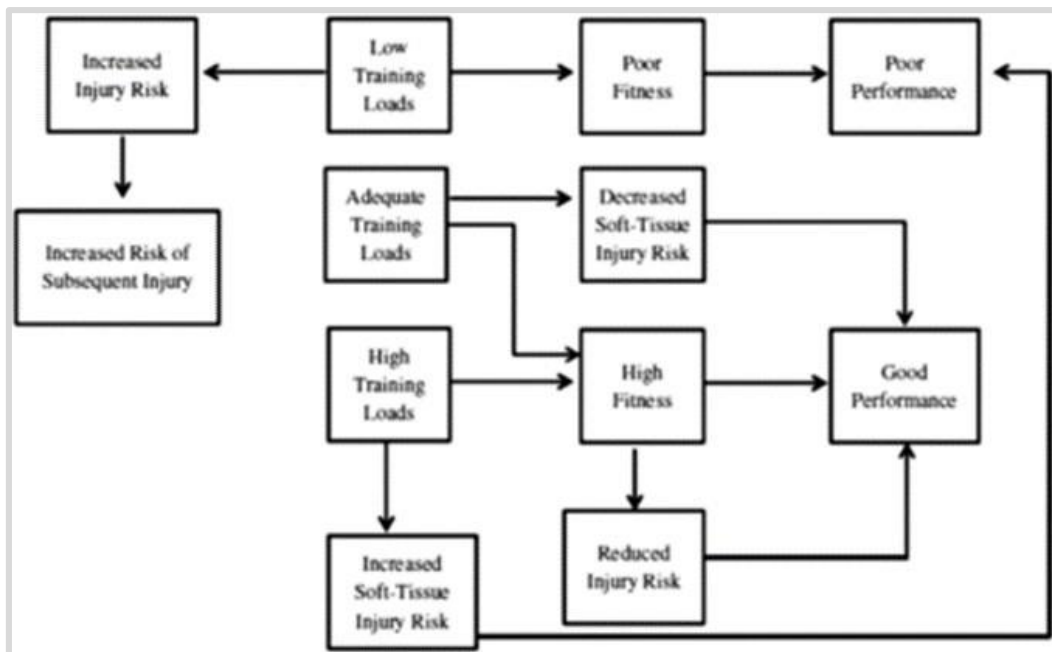 Increased
Injury Risk
Low
Training
Loads
Poor
Fitness
Poor
Performance
Increased Risk of
Subsequent Injury
Adequate
Training
Loads
Decreased
Soft-Tissue
Injury Risk
High
Training
Loads
High
Fitness
Good
Performance
Increased
Soft-Tissue
Injury Risk
Reduced
Injury Risk